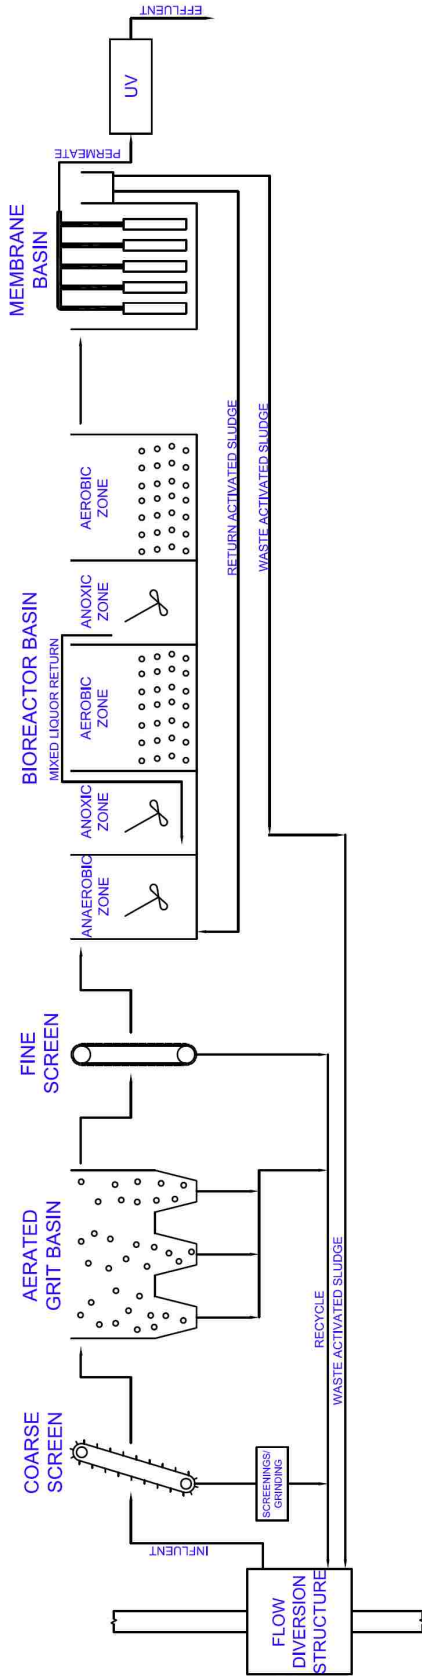 FLOW
DIVERSION
STRUCTURE
INFLUENT
COARSE
SCREEN
SCREENINGS/
GRINDING
AERATED
GRIT BASIN
RECYCLE
WASTE ACTIVATED SLUDGE
FINE
SCREEN
BIOREACTOR BASIN
MIXED LIQUOR RETURN
ANAEROBIC
ZONE
ANOXIC
ZONE
AEROBIC
ZONE
ANOXIC
ZONE
AEROBIC
ZONE
RETURN ACTIVATED SLUDGE
WASTE ACTIVATED SLUDGE
MEMBRANE
BASIN
PERMEATE
UV
EFFLUENT